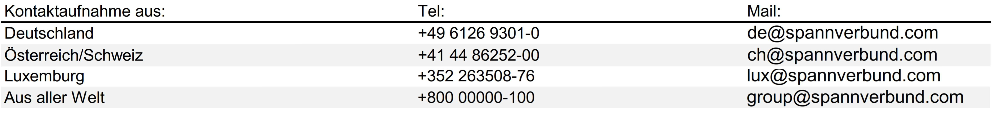 Kontaktaufnahme aus: Tel: Mail:
Deutschland +49 6126 9301-0 de@spannverbund.com
Österreich/Schweiz +41 44 86252-00 ch@spannverbund.com
Luxemburg +352 263508-76 lux@spannverbund.com
Aus aller Welt +800 00000-100 group@spannverbund.com